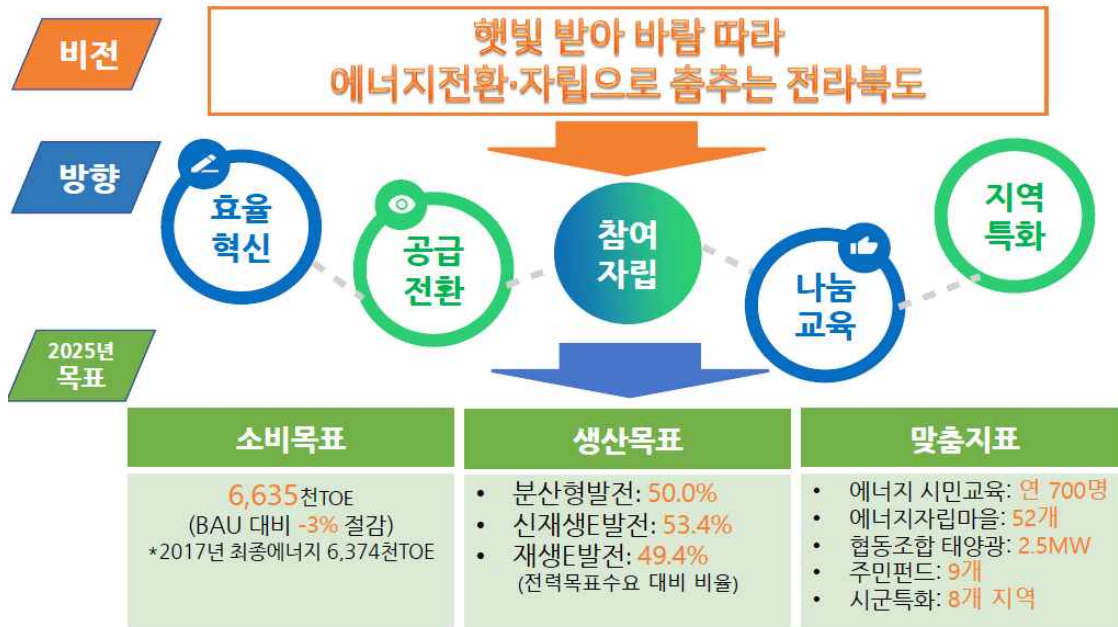 비전
햇빛 받아 바람 따라
에너지전환·자립으로 춤추는 전라북도
방향
효율
혁신
공급
전환
참여
자립
나눔
교육
지역
특화
2025년
목표
소비목표
6,635천TOE
(BAU 대비 -3% 절감)
*2017년 최종에너지 6,374천TOE
생산목표
• 분산형발전: 50.0%
• 신재생E발전: 53.4%
• 재생E발전: 49.4%
(전력목표수요 대비 비율)
맞춤지표
• 에너지 시민교육: 연 700명
• 에너지자립마을: 52개
• 협동조합 태양광: 2.5MW
• 주민펀드: 9개
• 시군특화: 8개 지역